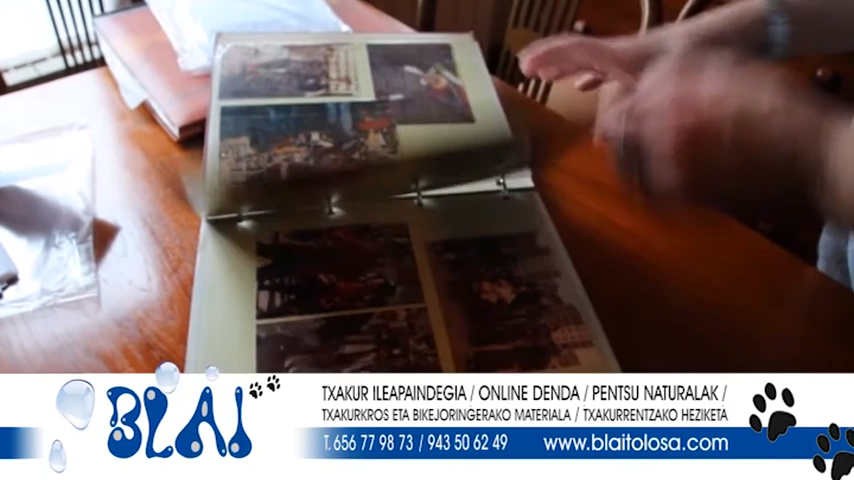 BLAI
TXAKUR ILEAPAINDEGIA / ONLINE DENDA / PENTSU NATURALAK /
TXAKURKROS ETA BIKEJORINGERAKO MATERIALA / TXAKURRENTZAKO HEZIKETA
T. 656 77 98 73 / 943 50 62 49 www.blaitolosa.com